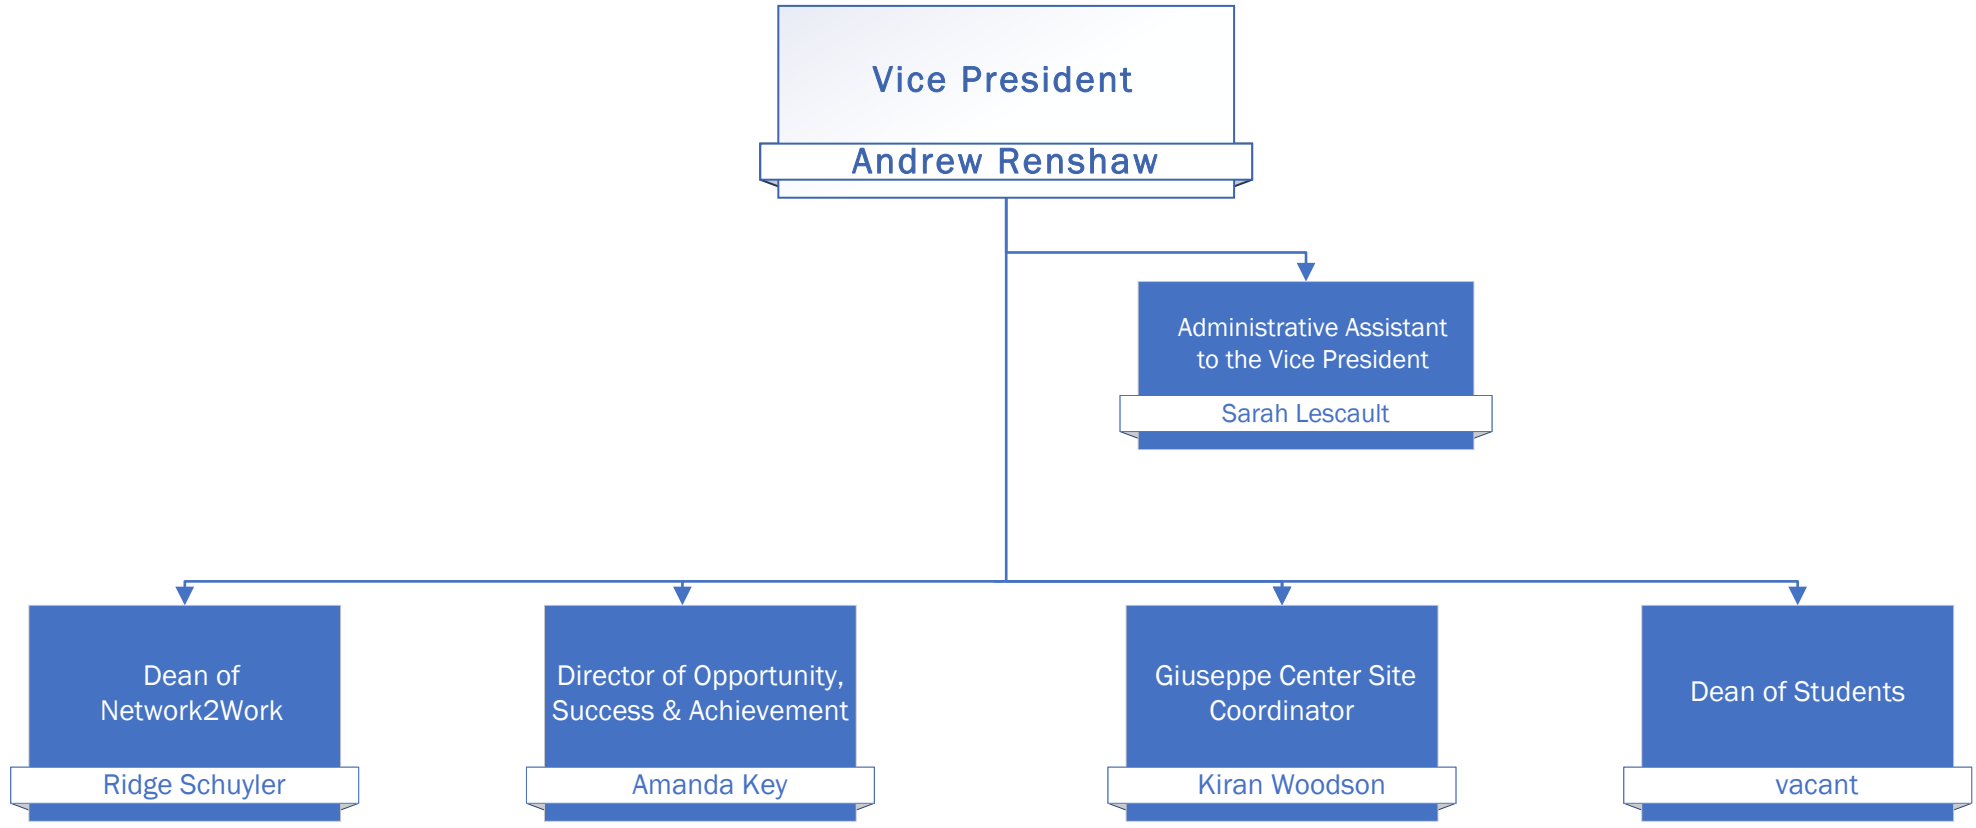 Vice President
Andrew Renshaw
Administrative Assistant
to the Vice President
Sarah Lescault
Dean of
Network2Work
Ridge Schuyler
Director of Opportunity,
Success & Achievement
Amanda Key
Giuseppe Center Site
Coordinator
Kiran Woodson
Dean of Students
vacant